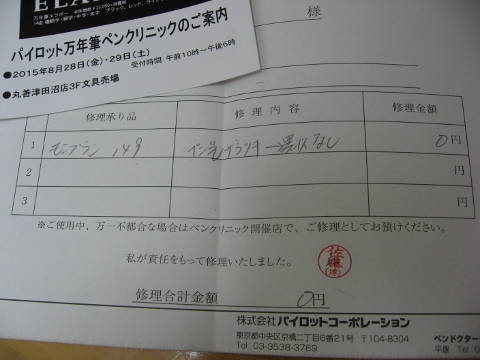 パイロット万年筆ペンクリニックのご案内
●2015年8月28日(金)・29日(土)
受付時間:午前10時〜午後6時
●丸善津田沼店3F文具売場
様
修理承り品 修理内容 修理金額
1 モンブラン 149 0円
2 円
3 円
※ご使用中、万一不都合な場合はペンクリニック開催店で、ご修理としてお預けください。
私が責任をもって修理いたしました。
修理合計金額 0円
株式会社パイロットコーポレーション
東京都中央区京橋二丁目6番21号 〒104-8304
Tel 03-3538-3769
ペンドクター